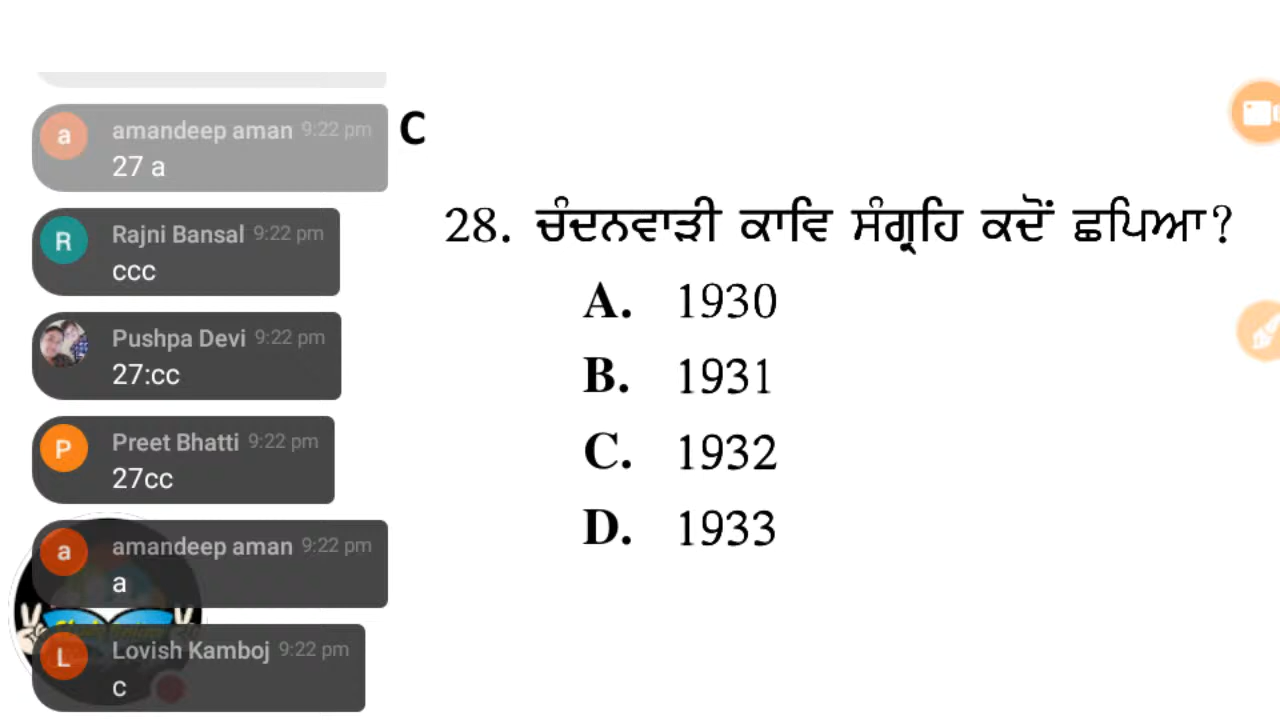 amandeep aman 9:22 pm
27 a
Rajni Bansal 9:22 pm
ccc
Pushpa Devi 9:22 pm
27:cc
Preet Bhatti 9:22 pm
27cc
amandeep aman 9:22 pm
a
Lovish Kamboj 9:22 pm
c
C
28. ਚੰਦਨਵਾੜੀ ਕਾਵਿ ਸੰਗ੍ਰਹਿ ਕਦੋਂ ਛਪਿਆ?
A. 1930
B. 1931
C. 1932
D. 1933